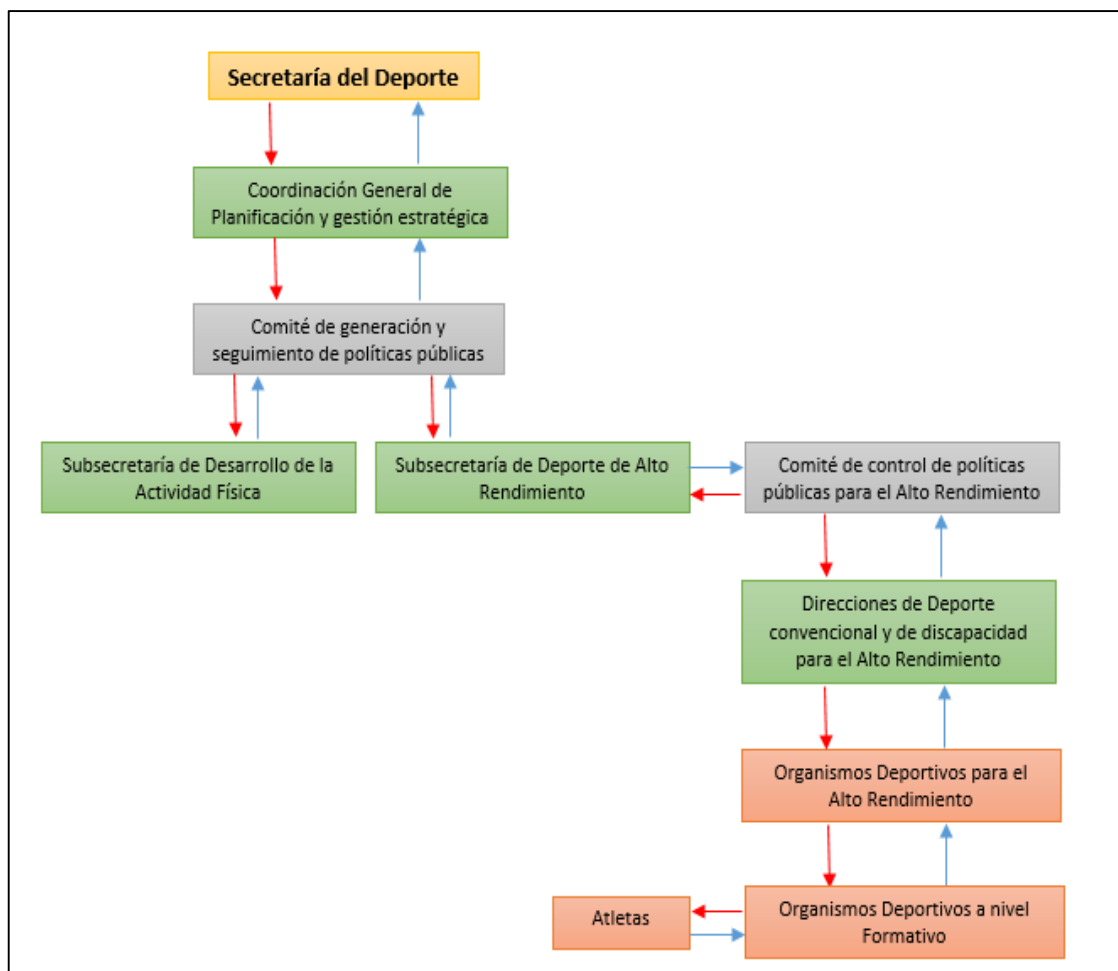 Secretaría del Deporte
Coordinación General de
Planificación y gestión estratégica
Comité de generación y
seguimiento de políticas públicas
Subsecretaría de Desarrollo de la
Actividad Física
Subsecretaría de Deporte de Alto
Rendimiento
Comité de control de políticas
públicas para el Alto Rendimiento
Direcciones de Deporte
convencional y de discapacidad
para el Alto Rendimiento
Organismos Deportivos para el
Alto Rendimiento
Atletas
Organismos Deportivos a nivel
Formativo